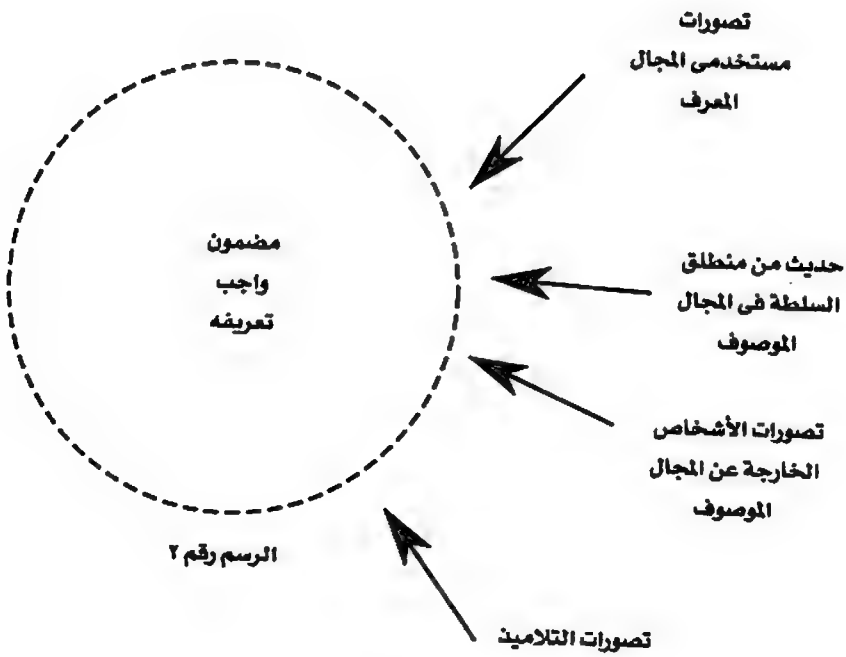 تصورات
مستخدمى المجال
المعرف
مضمون
واجب
تعريفه
حديث من منطلق
السلطة فى المجال
الموصوف
تصورات الأشخاص
الخارجة عن المجال
الموصوف
الرسم رقم ٢
تصورات التلاميذ